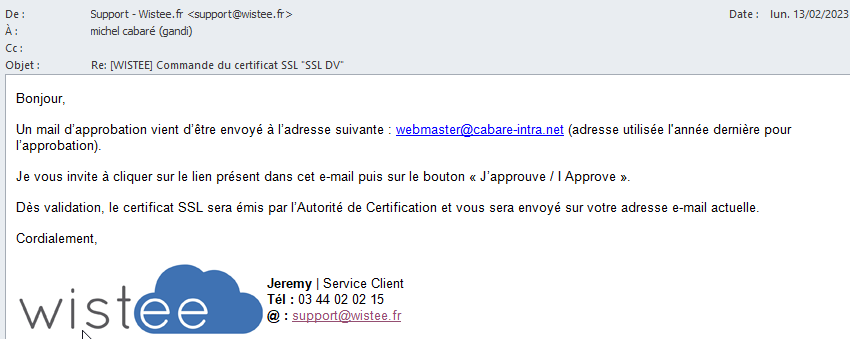 De : Support - Wistee.fr <support@wistee.fr> Date : lun. 13/02/2023
À : michel cabaré (gandi)
Cc :
Objet : Re: [WISTEE] Commande du certificat SSL "SSL DV"
Bonjour,
Un mail d'approbation vient d'être envoyé à l'adresse suivante : webmaster@cabare-intra.net (adresse utilisée l'année dernière pour
l'approbation).
Je vous invite à cliquer sur le lien présent dans cet e-mail puis sur le bouton « J'approuve / I Approve ».
Dès validation, le certificat SSL sera émis par l'Autorité de Certification et vous sera envoyé sur votre adresse e-mail actuelle.
Cordialement,
wistee
Jeremy | Service Client
Tél : 03 44 02 02 15
@ : support@wistee.fr